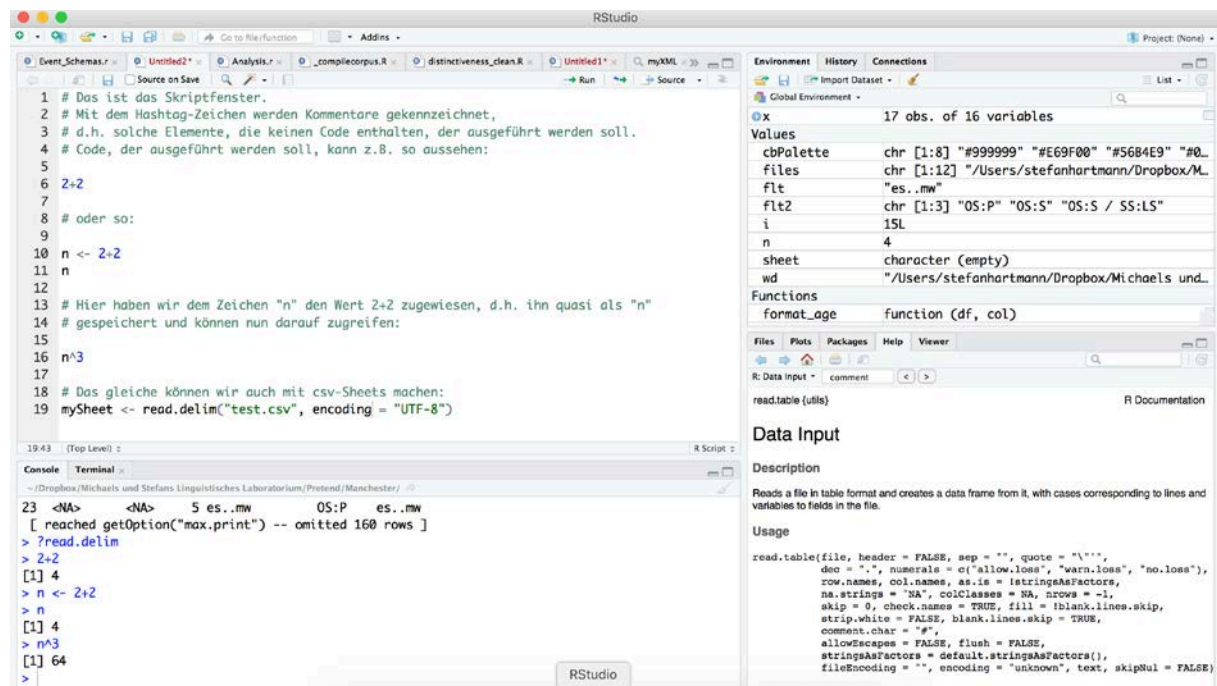 RStudio
Go to file/function Addins
Project: (None)
Event_Schemas.r Untitled2* Analysis.r _compilecorpus.R distinctiveness_clean.R Untitled1* myXML
Source on Save Run Source
1 # Das ist das Skriptfenster.
2 # Mit dem Hashtag-Zeichen werden Kommentare gekennzeichnet,
3 # d.h. solche Elemente, die keinen Code enthalten, der ausgeführt werden soll.
4 # Code, der ausgeführt werden soll, kann z.B. so aussehen:
5
6 2+2
7
8 # oder so:
9
10 n <- 2+2
11 n
12
13 # Hier haben wir dem Zeichen "n" den Wert 2+2 zugewiesen, d.h. ihn quasi als "n"
14 # gespeichert und können nun darauf zugreifen:
15
16 n^3
17
18 # Das gleiche können wir auch mit csv-Sheets machen:
19 mySheet <- read.delim("test.csv", encoding = "UTF-8")
19:43 (Top Level) R Script
Console Terminal
~/Dropbox/Michaels und Stefans Linguistisches Laboratorium/Pretend/Manchester/
23 <NA> <NA> 5 es..mw OS:P es..mw
[ reached getOption("max.print") -- omitted 160 rows ]
> ?read.delim
> 2+2
[1] 4
> n <- 2+2
> n
[1] 4
> n^3
[1] 64
>
Environment History Connections
Import Dataset List
Global Environment
x 17 obs. of 16 variables
Values
cbPalette chr [1:8] "#999999" "#E69F00" "#56B4E9" "#0…
files chr [1:12] "/Users/stefanhartmann/Dropbox/M…
flt "es..mw"
flt2 chr [1:3] "OS:P" "OS:S" "OS:S / SS:LS"
i 15L
n 4
sheet character (empty)
wd "/Users/stefanhartmann/Dropbox/Michaels und…
Functions
format_age function (df, col)
Files Plots Packages Help Viewer
R: Data Input comment < >
read.table {utils} R Documentation
Data Input
Description
Reads a file in table format and creates a data frame from it, with cases corresponding to lines and
variables to fields in the file.
Usage
read.table(file, header = FALSE, sep = "", quote = "\"'",
dec = ".", numerals = c("allow.loss", "warn.loss", "no.loss"),
row.names, col.names, as.is = !stringsAsFactors,
na.strings = "NA", colClasses = NA, nrows = -1,
skip = 0, check.names = TRUE, fill = !blank.lines.skip,
strip.white = FALSE, blank.lines.skip = TRUE,
comment.char = "#",
allowEscapes = FALSE, flush = FALSE,
stringsAsFactors = default.stringsAsFactors(),
fileEncoding = "", encoding = "unknown", text, skipNul = FALSE)
RStudio